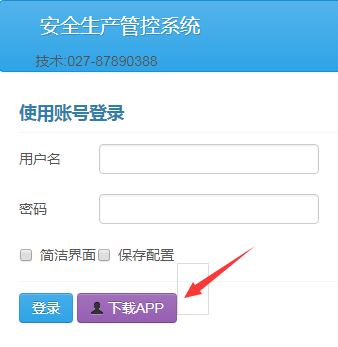 安全生产管控系统
技术:027-87890388
使用账号登录
用户名
密码
简洁界面 保存配置
登录 下载APP